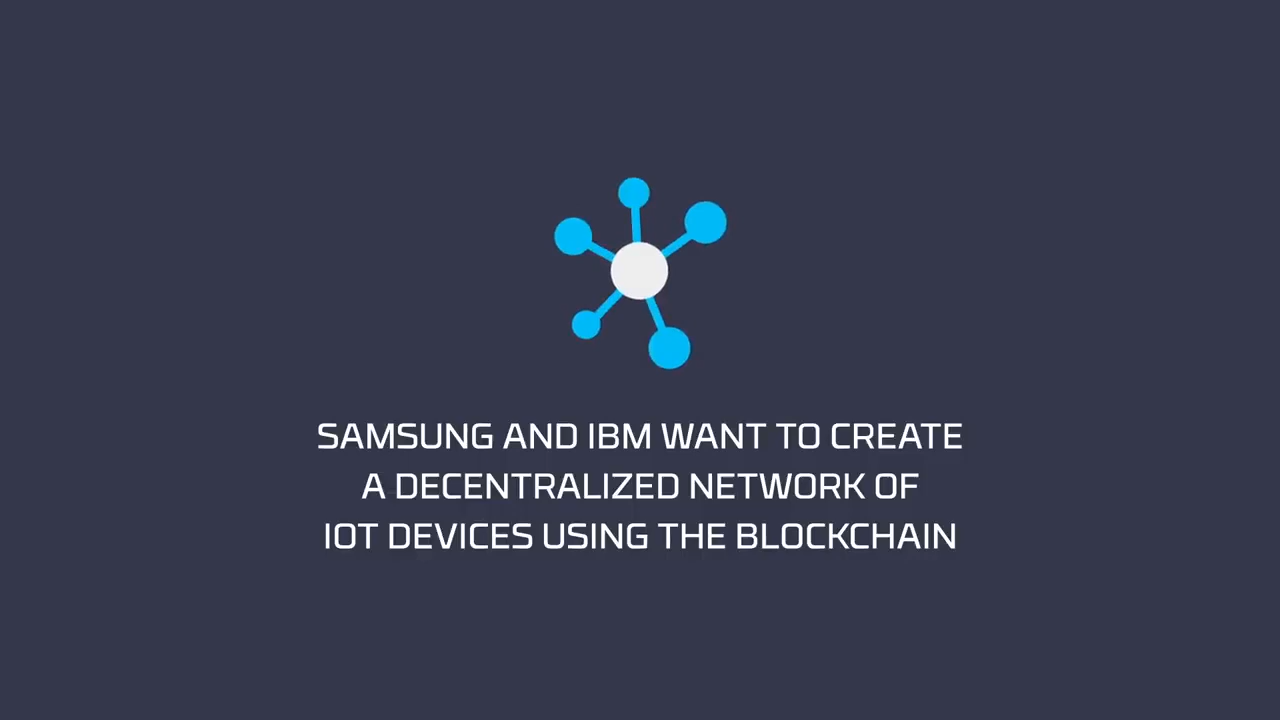 SAMSUNG AND IBM WANT TO CREATE
A DECENTRALIZED NETWORK OF
IOT DEVICES USING THE BLOCKCHAIN